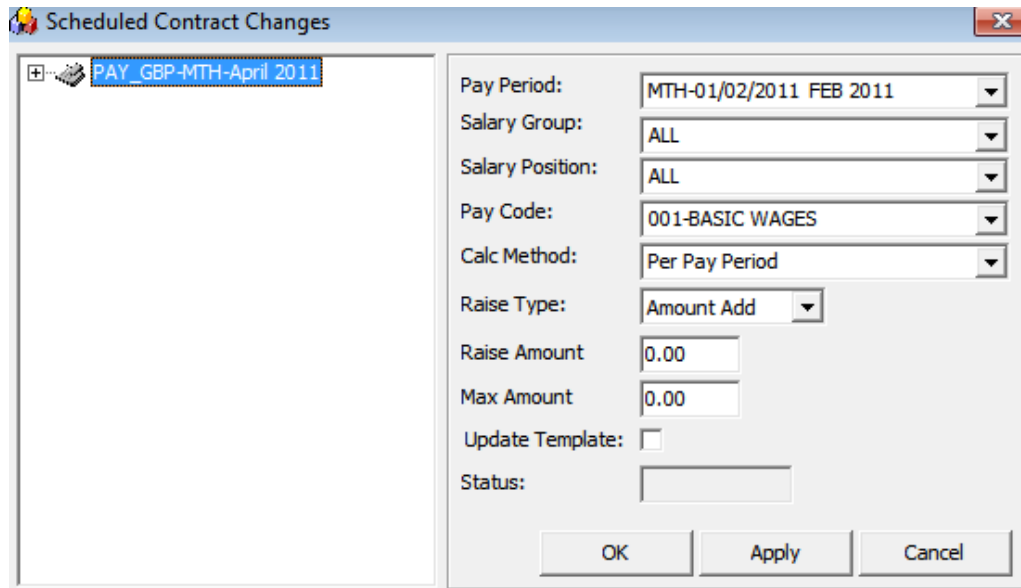 Scheduled Contract Changes
PAY_GBP-MTH-April 2011
Pay Period: MTH-01/02/2011 FEB 2011
Salary Group: ALL
Salary Position: ALL
Pay Code: 001-BASIC WAGES
Calc Method: Per Pay Period
Raise Type: Amount Add
Raise Amount 0.00
Max Amount 0.00
Update Template:
Status:
OK Apply Cancel